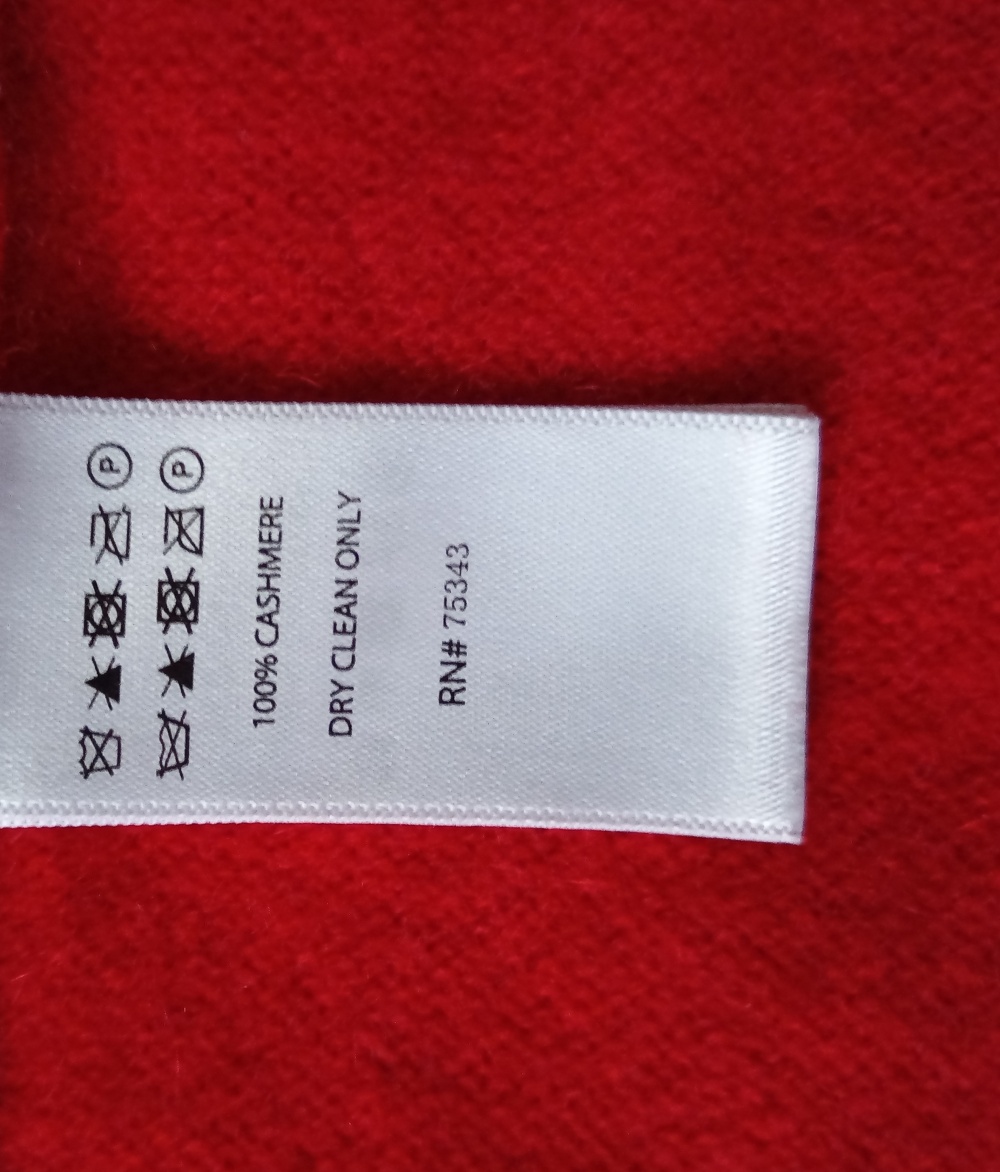 P
P
100% CASHMERE
DRY CLEAN ONLY
RN# 75343